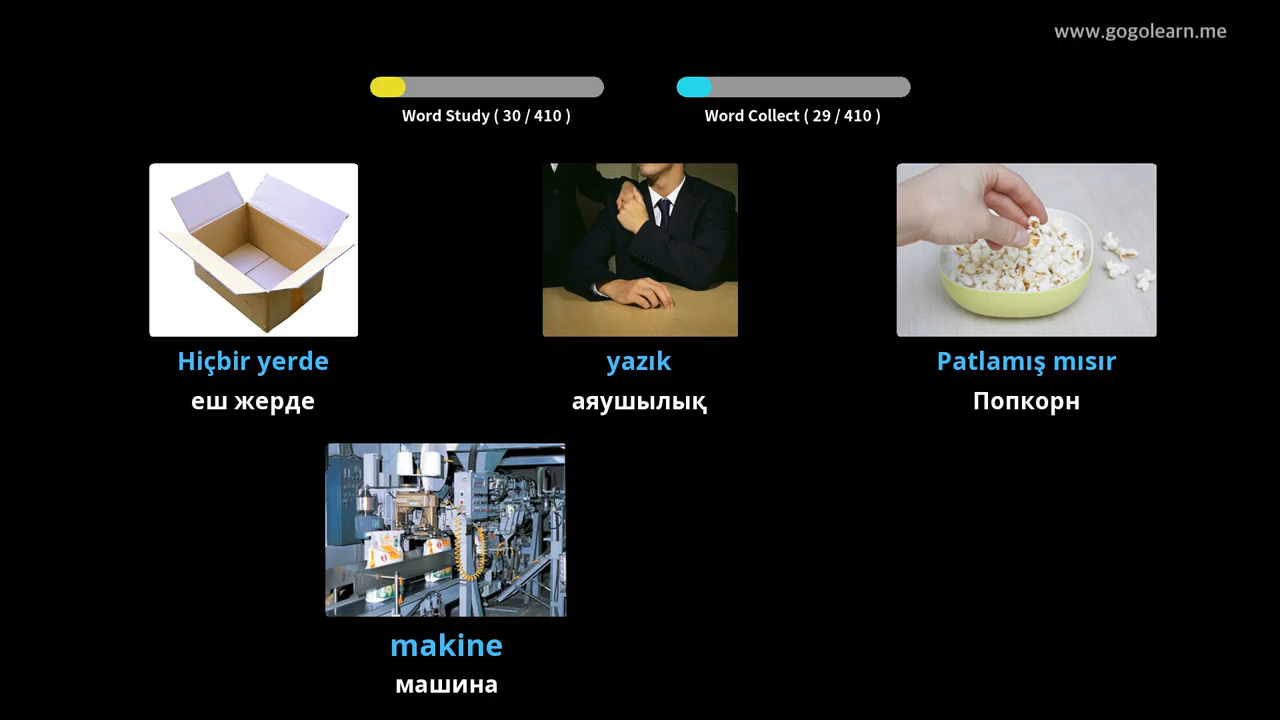 www.gogolearn.me
Word Study ( 30 / 410 )
Word Collect ( 29 / 410 )
Hiçbir yerde
yazık
Patlamış mısır
еш жерде
аяушылық
Попкорн
makine
машина